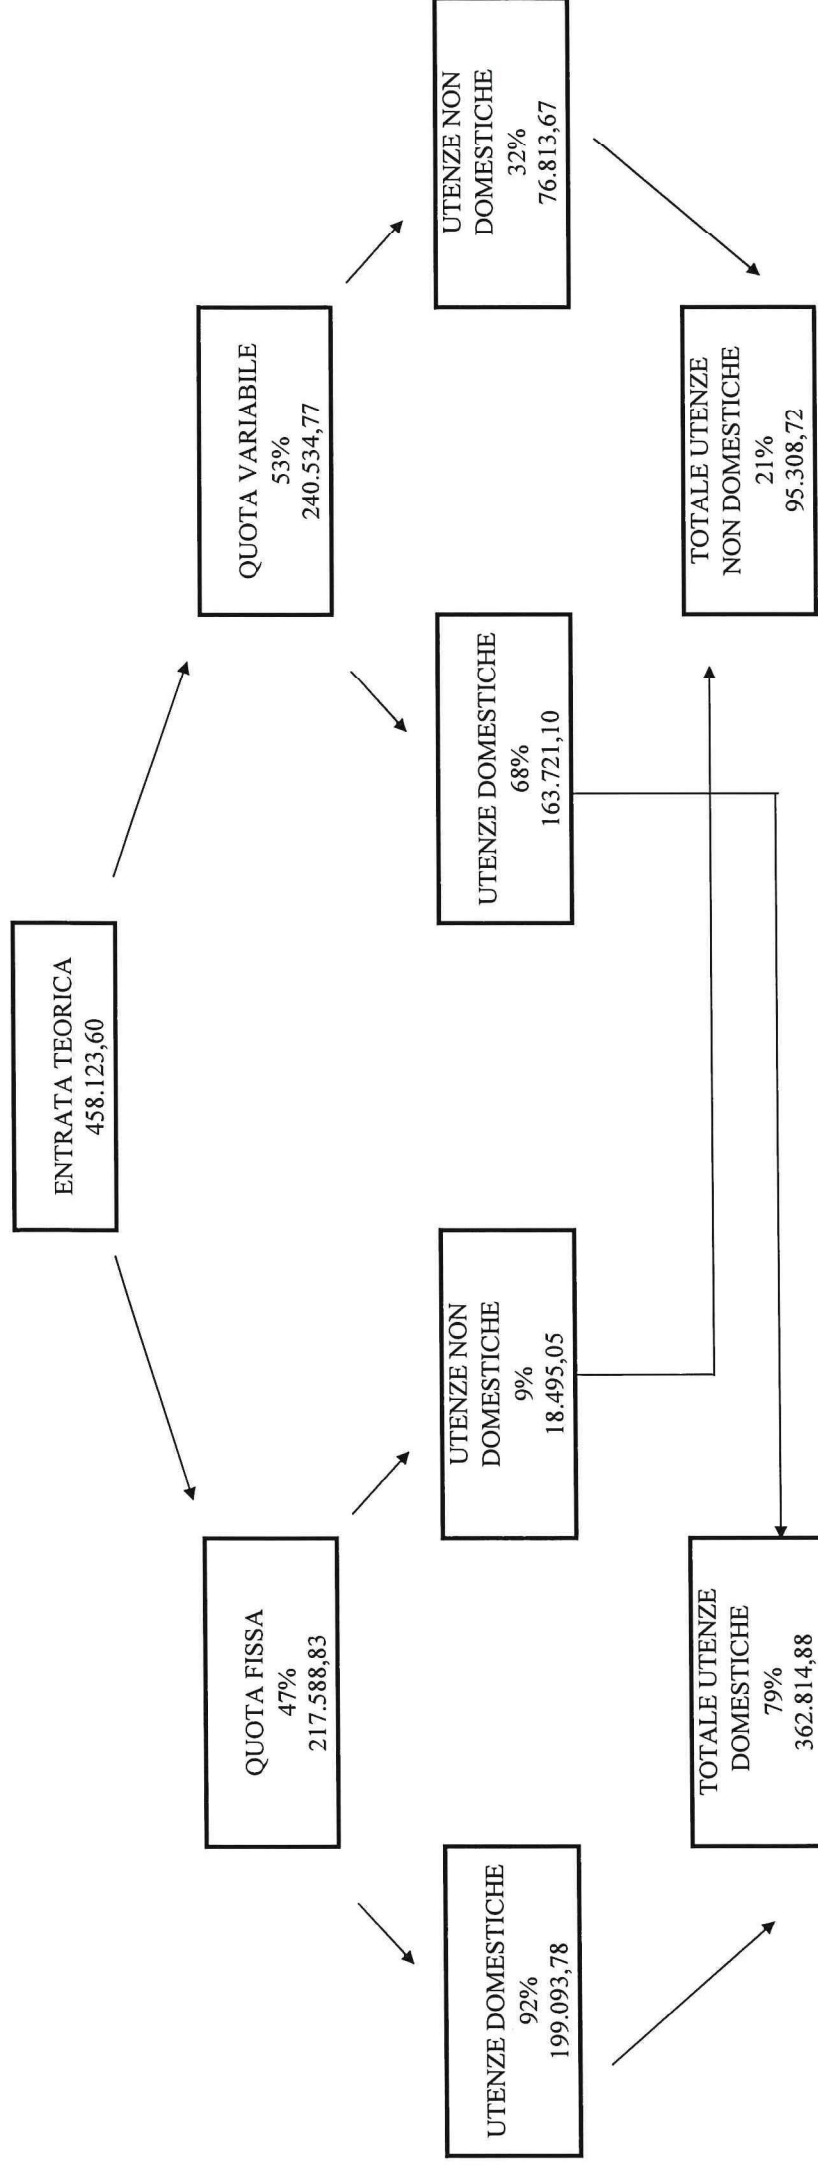 ENTRATA TEORICA
458.123,60
QUOTA FISSA
47%
217.588,83
QUOTA VARIABILE
53%
240.534,77
UTENZE DOMESTICHE
92%
199.093,78
UTENZE NON
DOMESTICHE
9%
18.495,05
UTENZE DOMESTICHE
68%
163.721,10
UTENZE NON
DOMESTICHE
32%
76.813,67
TOTALE UTENZE
DOMESTICHE
79%
362.814,88
TOTALE UTENZE
NON DOMESTICHE
21%
95.308,72